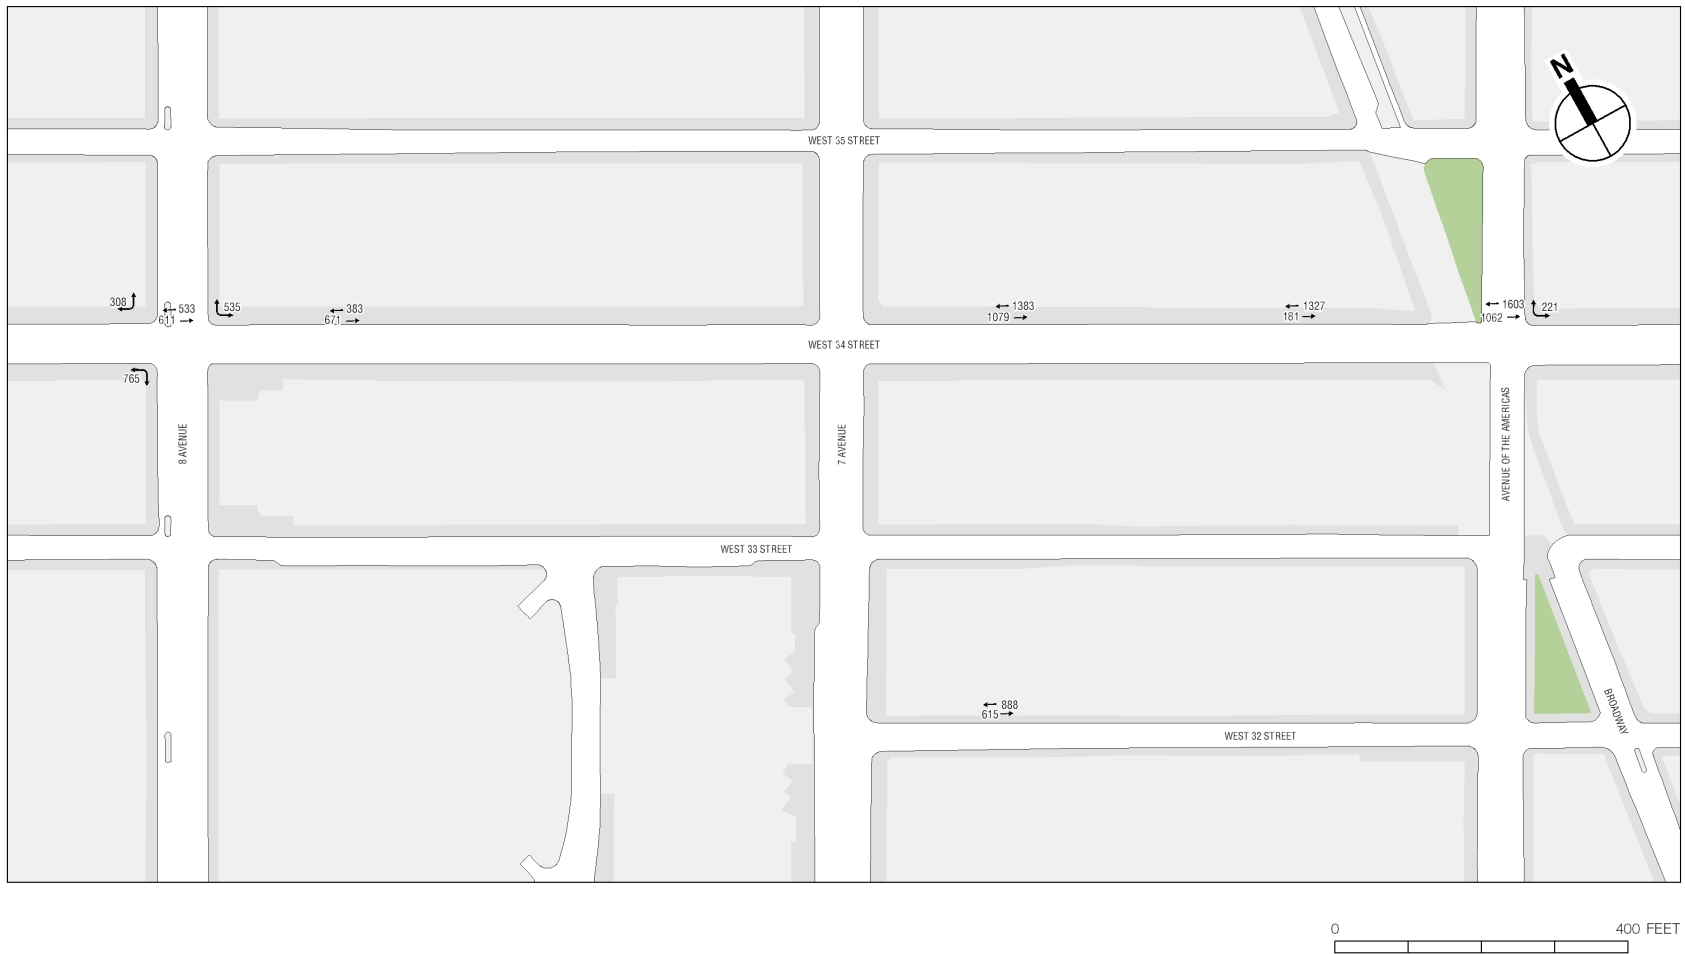 N
WEST 35 STREET
308
533
611
535
383
671
1383
1079
1327
181
1603
1062
221
WEST 34 STREET
765
8 AVENUE
7 AVENUE
AVENUE OF THE AMERICAS
WEST 33 STREET
888
615
BROADWAY
WEST 32 STREET
0
400 FEET